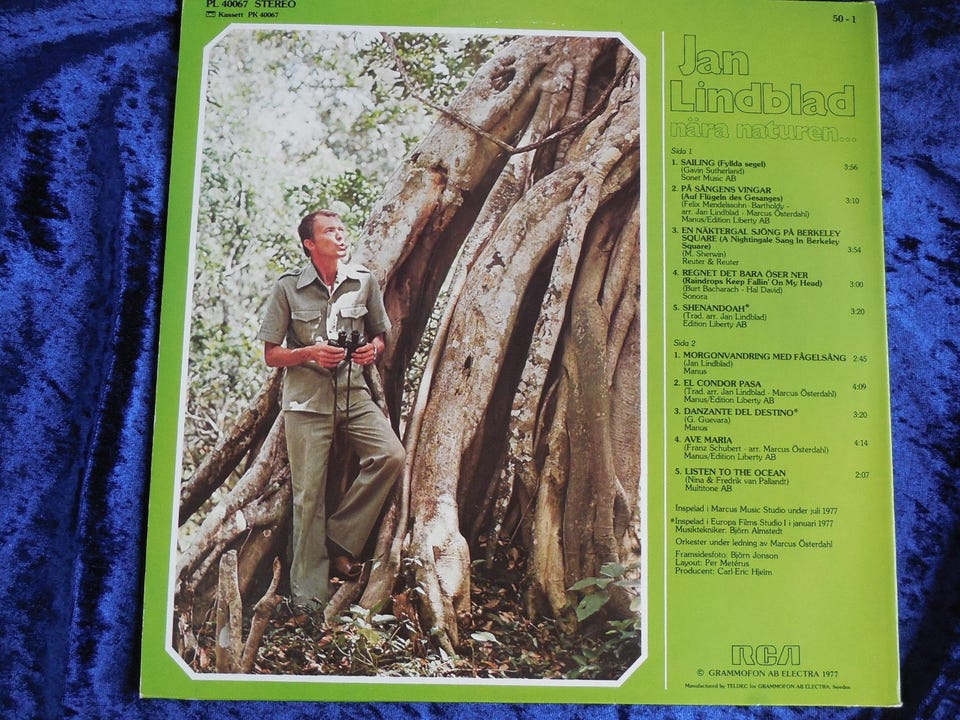 PL 40067 STEREO
Kassett PK 40067
50 - 1
Jan
Lindblad
nära naturen...
Sida 1
1. SAILING (Fyllda segel) 3:56
(Gavin Sutherland)
Sonet Music AB
2. PÅ SÅNGENS VINGAR
(Auf Flügeln des Gesanges) 3:10
(Felix Mendelssohn - Bartholdy -
arr. Jan Lindblad - Marcus Österdahl)
Manus/Edition Liberty AB
3. EN NÄKTERGAL SJÖNG PÅ BERKELEY
SQUARE (A Nightingale Sang In Berkeley
Square) 3:54
(M. Sherwin)
Reuter & Reuter
4. REGNET DET BARA ÖSER NER
(Raindrops Keep Fallin' On My Head) 3:00
(Burt Bacharach - Hal David)
Sonora
5. SHENANDOAH* 3:20
(Trad. arr. Jan Lindblad)
Edition Liberty AB
Sida 2
1. MORGONVANDRING MED FÅGELSÅNG 2:45
(Jan Lindblad)
Manus
2. EL CONDOR PASA 4:09
(Trad. arr. Jan Lindblad - Marcus Österdahl)
Manus/Edition Liberty AB
3. DANZANTE DEL DESTINO* 3:20
(G. Guevara)
Manus
4. AVE MARIA 4:14
(Franz Schubert - arr. Marcus Österdahl)
Manus/Edition Liberty AB
5. LISTEN TO THE OCEAN 2:07
(Nina & Fredrik van Pallandt)
Multitone AB
Inspelad i Marcus Music Studio under juli 1977
*Inspelad i Europa Films Studio I i januari 1977
Musiktekniker: Björn Almstedt
Orkester under ledning av Marcus Österdahl
Framsidesfoto: Björn Jonson
Layout: Per Metérus
Producent: Carl-Eric Hjelm
RCA
© GRAMMOFON AB ELECTRA 1977
Manufactured by TELDEC for GRAMMOFON AB ELECTRA, Sweden